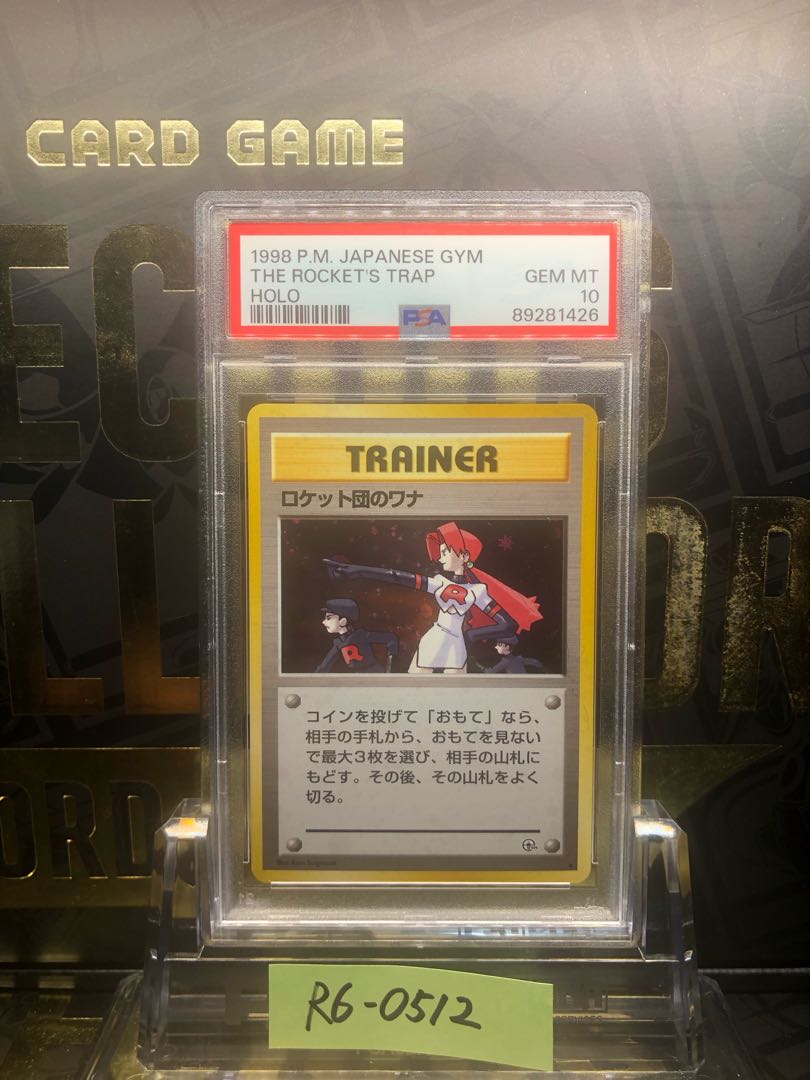 CARD GAME
1998 P.M. JAPANESE GYM
THE ROCKET'S TRAP GEM MT
HOLO 10
PSA 89281426
TRAINER
ロケット団のワナ
R
R
コインを投げて「おもて」なら、
相手の手札から、おもてを見ない
で最大3枚を選び、相手の山札に
もどす。その後、その山札をよく
切る。
R6-0512